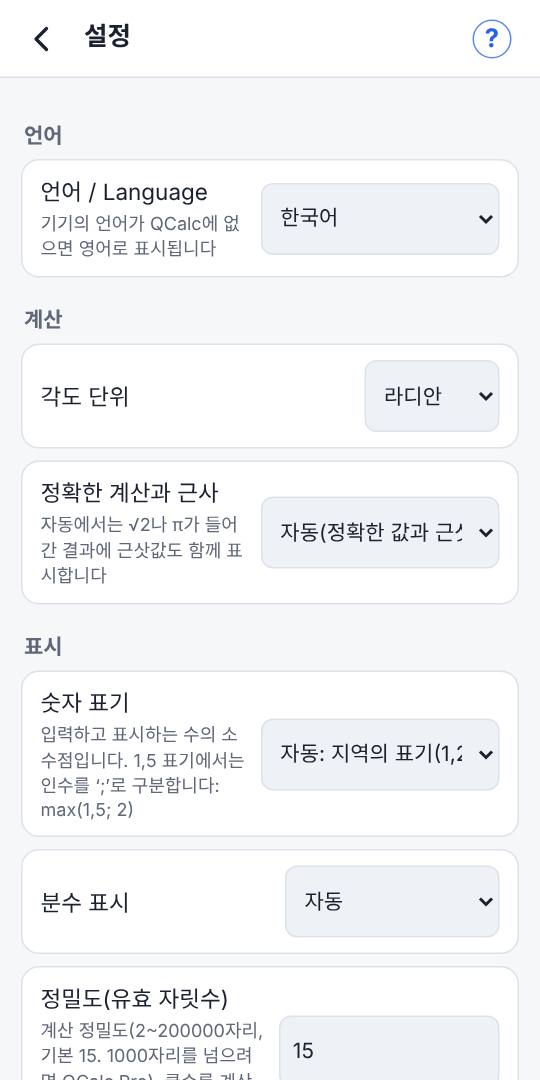 설정
?
언어
언어 / Language
기기의 언어가 QCalc에 없
으면 영어로 표시됩니다
한국어
계산
각도 단위
라디안
정확한 계산과 근사
자동에서는 √2나 π가 들어
간 결과에 근삿값도 함께 표
시합니다
자동(정확한 값과 근
표시
숫자 표기
입력하고 표시하는 수의 소
수점입니다. 1,5 표기에서는
인수를 ‘;’로 구분합니다:
max(1,5; 2)
자동: 지역의 표기(1,2
분수 표시
자동
정밀도(유효 자릿수)
계산 정밀도(2~200000자리,
기본 15. 1000자리를 넘으려
15